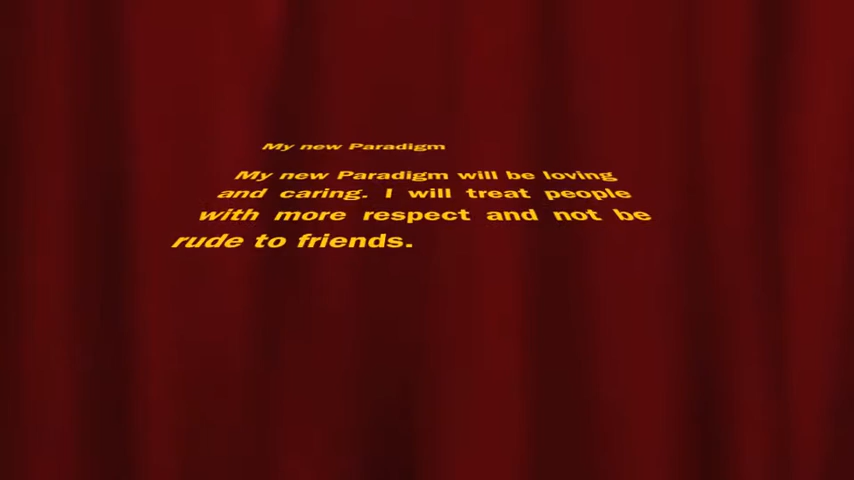 My new Paradigm
My new Paradigm will be loving
and caring. I will treat people
with more respect and not be
rude to friends.